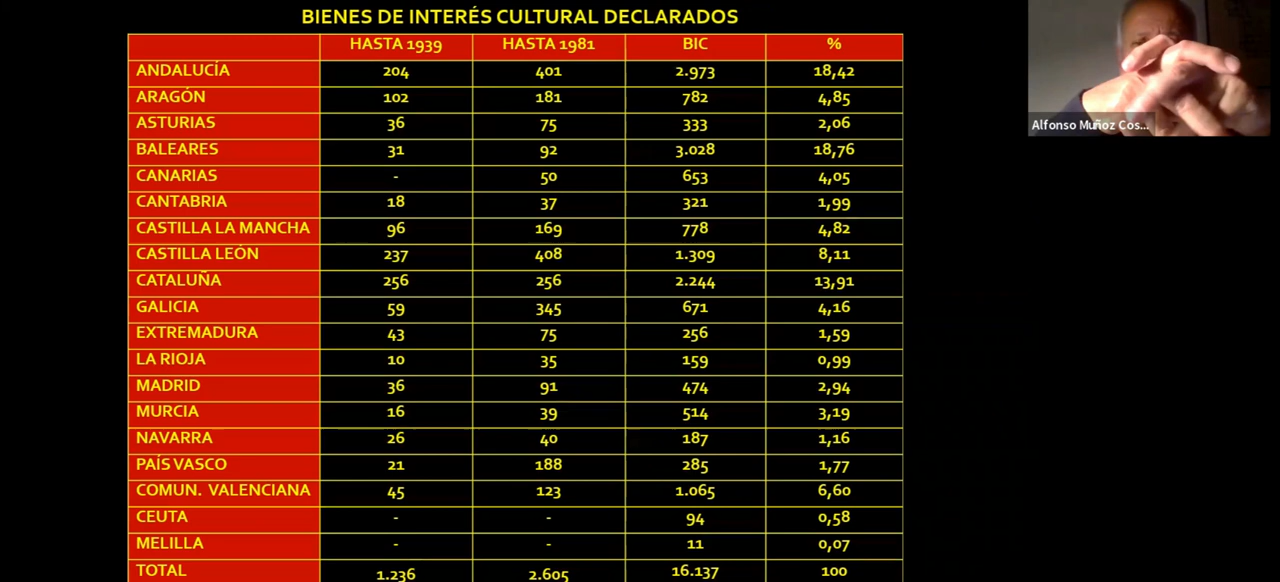 BIENES DE INTERÉS CULTURAL DECLARADOS
HASTA 1939 HASTA 1981 BIC %
ANDALUCÍA 204 401 2.973 18,42
ARAGÓN 102 181 782 4,85
ASTURIAS 36 75 333 2,06
BALEARES 31 92 3.028 18,76
CANARIAS - 50 653 4,05
CANTABRIA 18 37 321 1,99
CASTILLA LA MANCHA 96 169 778 4,82
CASTILLA LEÓN 237 408 1.309 8,11
CATALUÑA 256 256 2.244 13,91
GALICIA 59 345 671 4,16
EXTREMADURA 43 75 256 1,59
LA RIOJA 10 35 159 0,99
MADRID 36 91 474 2,94
MURCIA 16 39 514 3,19
NAVARRA 26 40 187 1,16
PAÍS VASCO 21 188 285 1,77
COMUN. VALENCIANA 45 123 1.065 6,60
CEUTA - - 94 0,58
MELILLA - - 11 0,07
TOTAL 1.236 2.605 16.137 100
Alfonso Muñoz Cos...